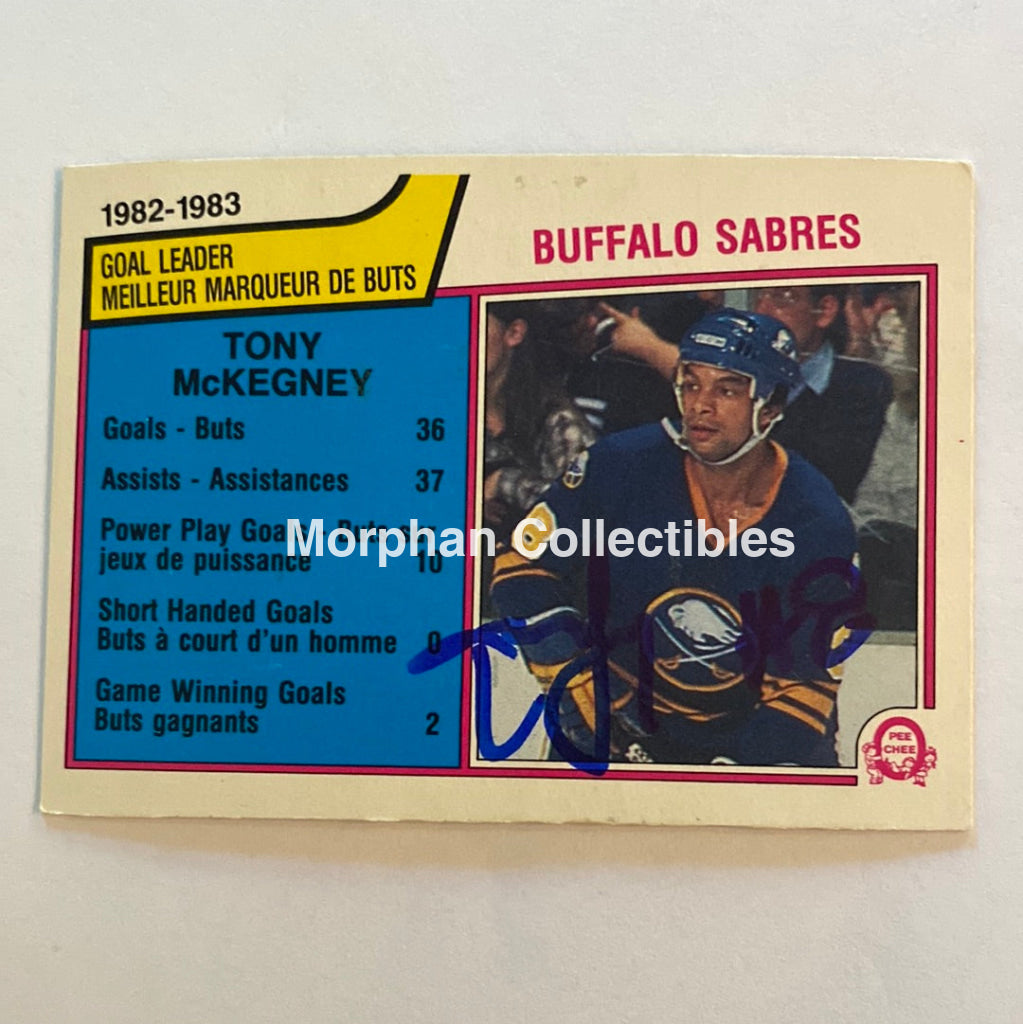 1982-1983
GOAL LEADER
MEILLEUR MARQUEUR DE BUTS
BUFFALO SABRES
TONY
McKEGNEY
Goals - Buts 36
Assists - Assistances 37
Power Play Goals - Buts sur
jeux de puissance 10
Morphan Collectibles
Short Handed Goals
Buts à court d'un homme 0
Game Winning Goals
Buts gagnants 2
O
PEE
CHEE